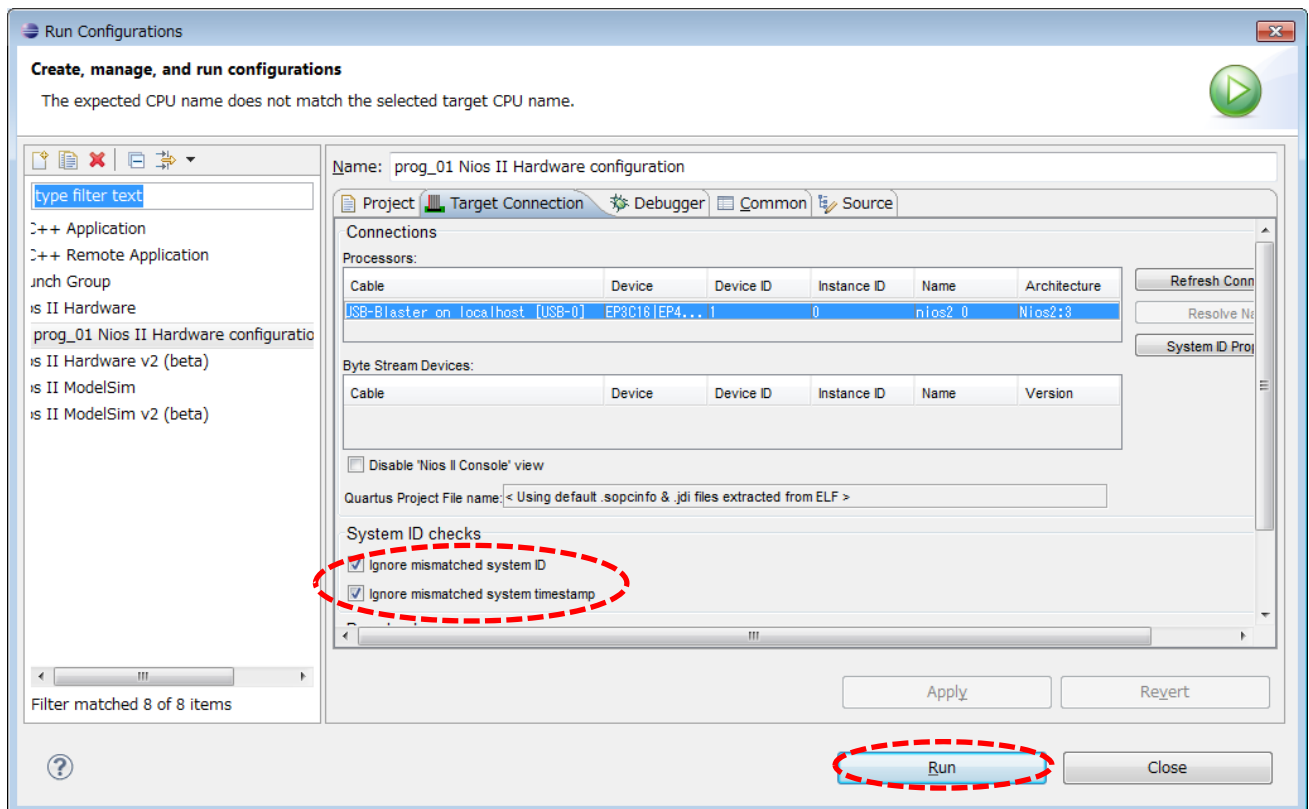 Run Configurations
Create, manage, and run configurations
The expected CPU name does not match the selected target CPU name.
type filter text
C++ Application
C++ Remote Application
unch Group
os II Hardware
prog_01 Nios II Hardware configuratio
os II Hardware v2 (beta)
os II ModelSim
os II ModelSim v2 (beta)
Filter matched 8 of 8 items
Name: prog_01 Nios II Hardware configuration
Project Target Connection Debugger Common Source
Connections
Processors:
Cable Device Device ID Instance ID Name Architecture
USB-Blaster on localhost [USB-0] EP3C16|EP4... 1 0 nios2_0 Nios2:3
Refresh Conn
Resolve Na
System ID Prop
Byte Stream Devices:
Cable Device Device ID Instance ID Name Version
Disable 'Nios II Console' view
Quartus Project File name: < Using default .sopcinfo & .jdi files extracted from ELF >
System ID checks
Ignore mismatched system ID
Ignore mismatched system timestamp
Apply Revert
Run Close